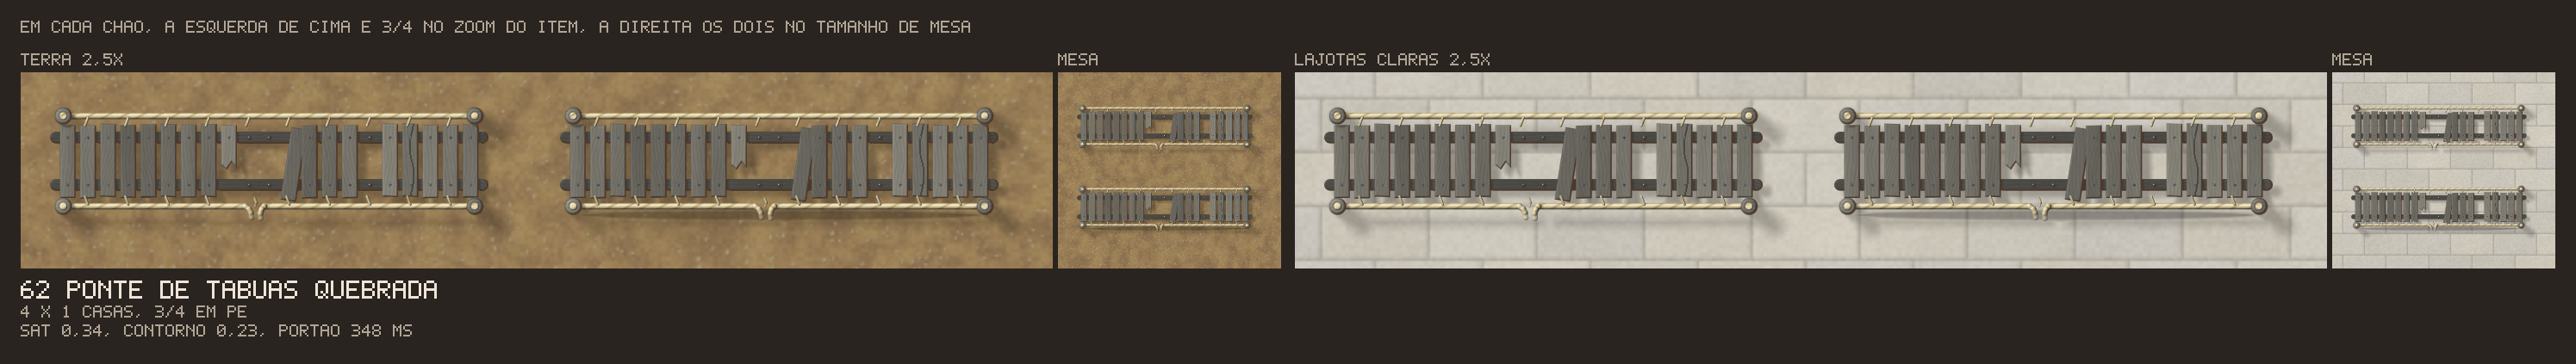 EM CADA CHAO, A ESQUERDA DE CIMA E 3/4 NO ZOOM DO ITEM, A DIREITA OS DOIS NO TAMANHO DE MESA
TERRA 2,5X
MESA
LAJOTAS CLARAS 2,5X
MESA
62 PONTE DE TABUAS QUEBRADA
4 X 1 CASAS, 3/4 EM PE
SAT 0,34, CONTORNO 0,23, PORTAO 348 MS